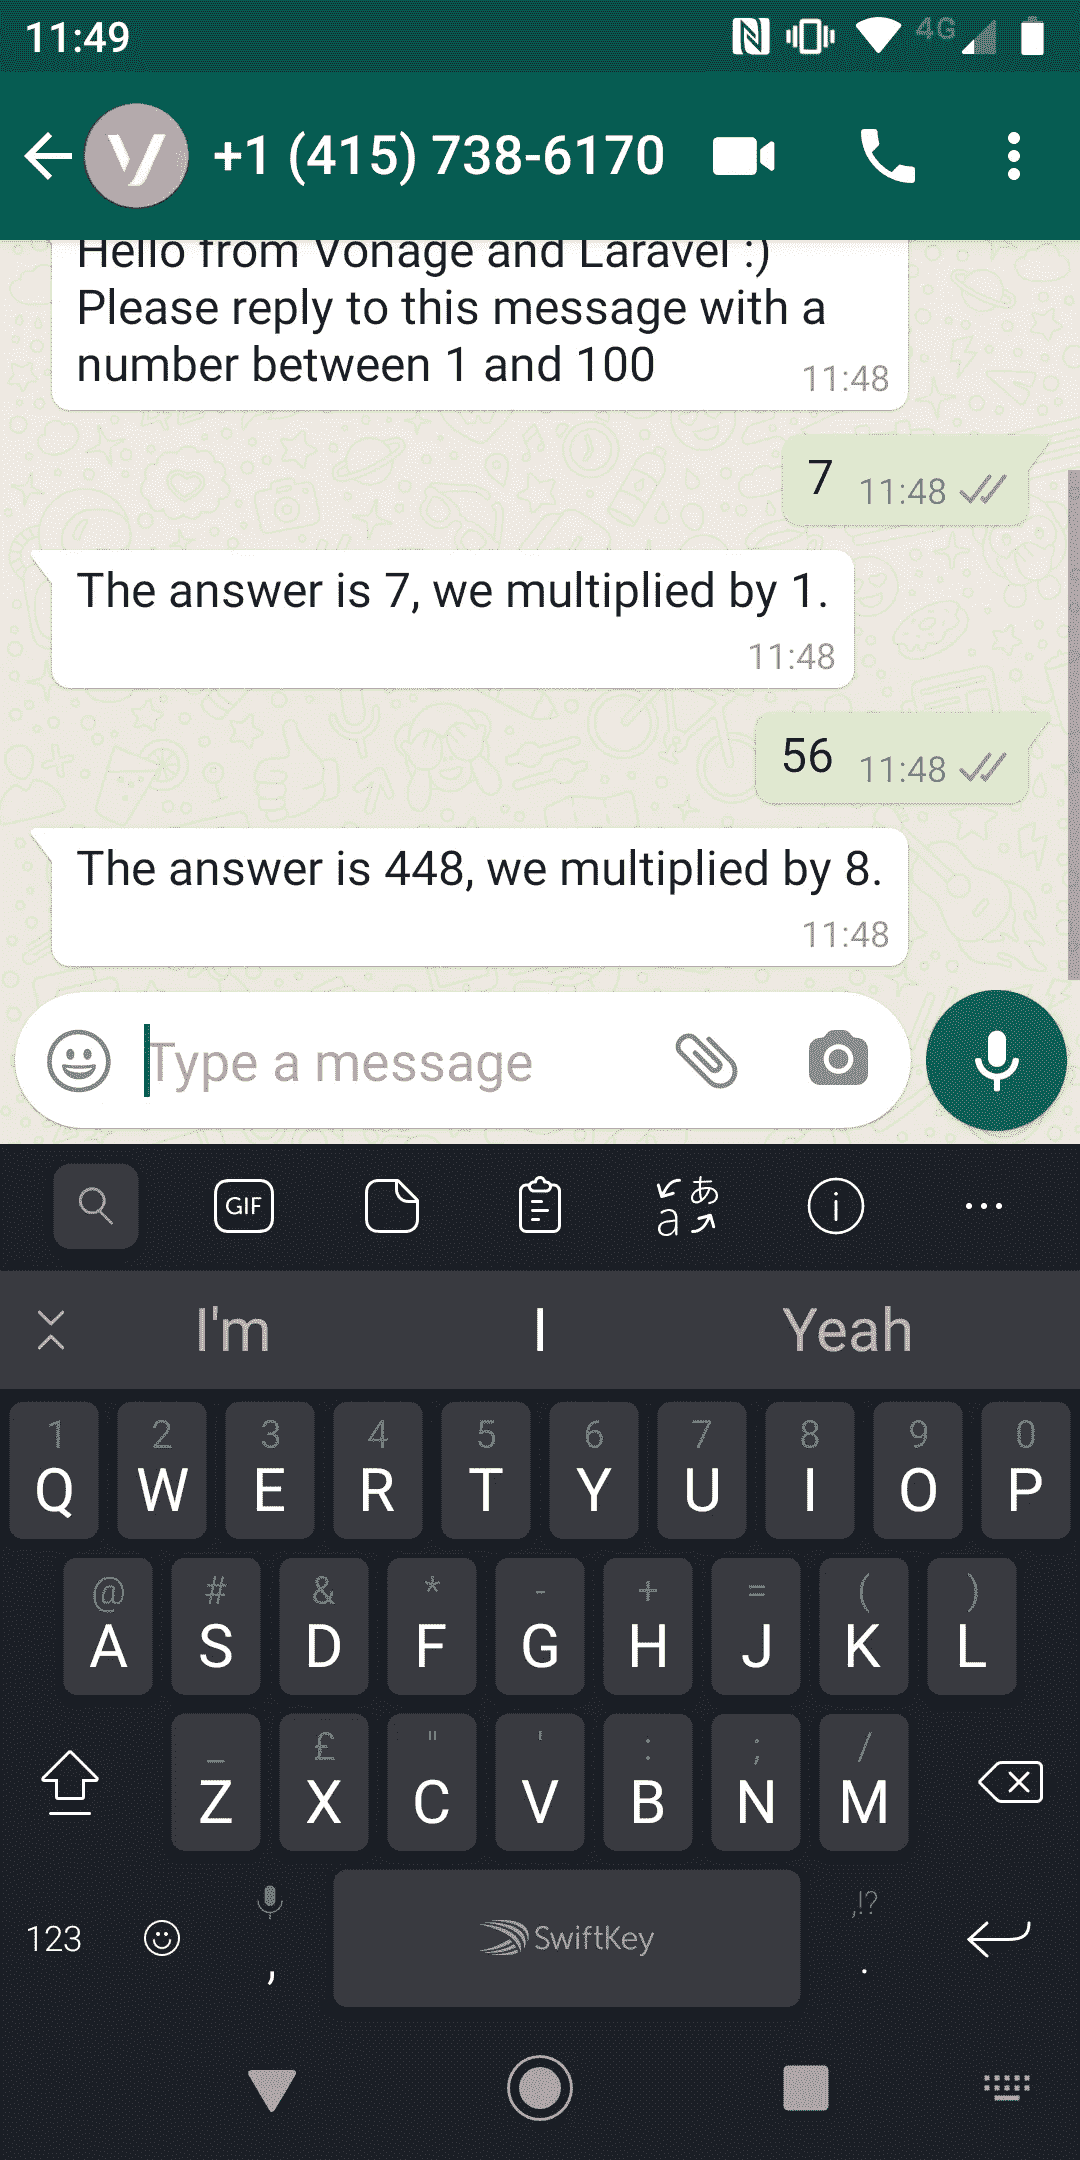 11:49
4G
+1 (415) 738-6170
Hello from Vonage and Laravel :)
Please reply to this message with a
number between 1 and 100
11:48
7 11:48
The answer is 7, we multiplied by 1.
11:48
56 11:48
The answer is 448, we multiplied by 8.
11:48
Type a message
GIF
a あ
I'm I Yeah
1 2 3 4 5 6 7 8 9 0
Q W E R T Y U I O P
@ # & * - + = ( )
A S D F G H J K L
_ £ " ' : ; /
Z X C V B N M
,!?
123 , SwiftKey .